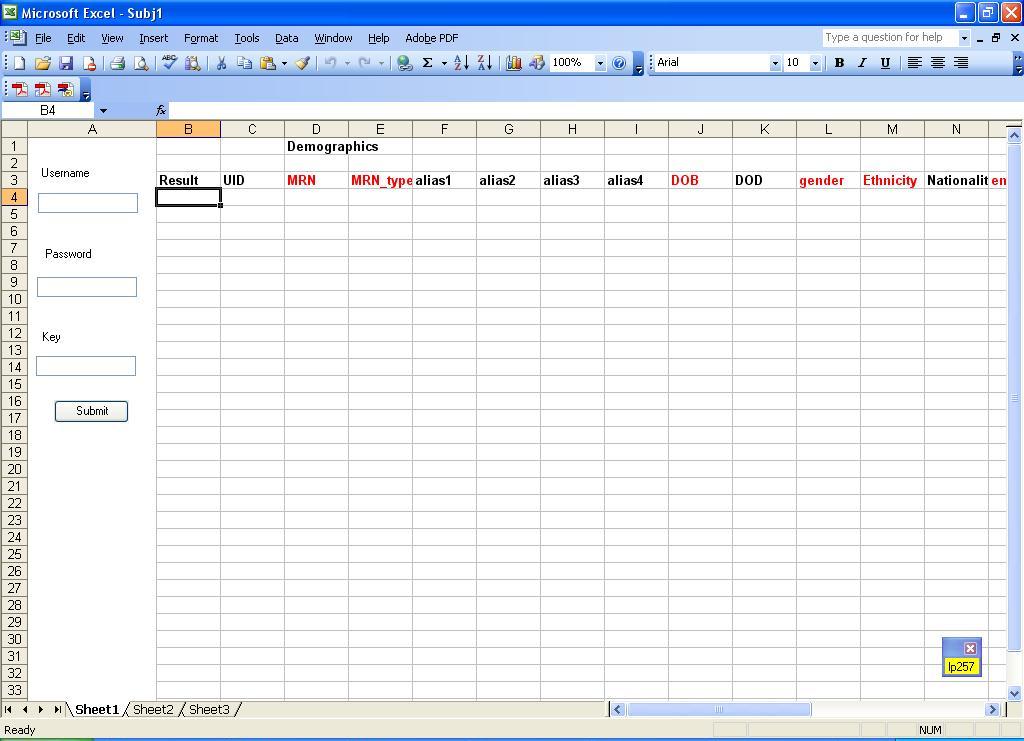 Microsoft Excel - Subj1
File Edit View Insert Format Tools Data Window Help Adobe PDF
Type a question for help
Σ 100% Arial 10 B I U
B4 fx
A B C D E F G H I J K L M N
1 Demographics
2
Username
3 Result UID MRN MRN_type alias1 alias2 alias3 alias4 DOB DOD gender Ethnicity Nationalit en
4
5
6
7
Password
8
9
10
11
12
Key
13
14
15
16
Submit
17
18
19
20
21
22
23
24
25
26
27
28
29
30
31
lp257
32
33
Sheet1 Sheet2 Sheet3
Ready NUM